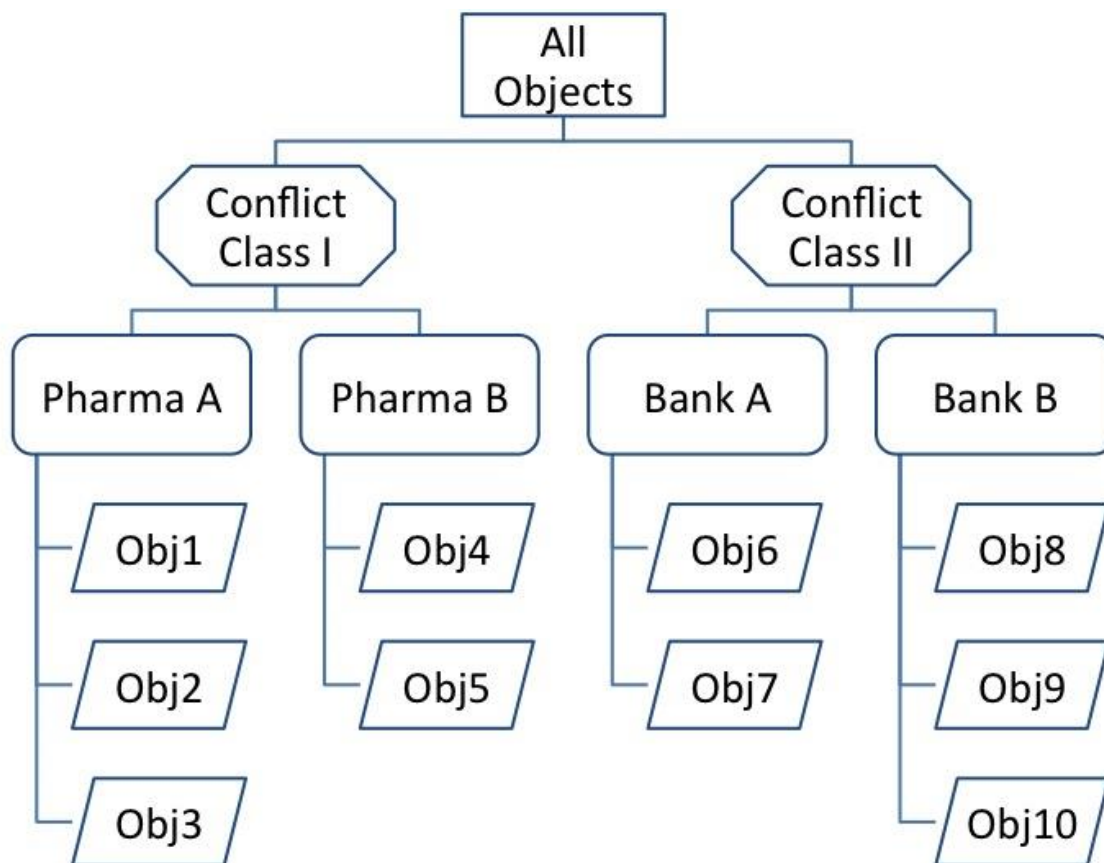 All
Objects
Conflict
Class I
Conflict
Class II
Pharma A
Pharma B
Bank A
Bank B
Obj1
Obj4
Obj6
Obj8
Obj2
Obj5
Obj7
Obj9
Obj3
Obj10